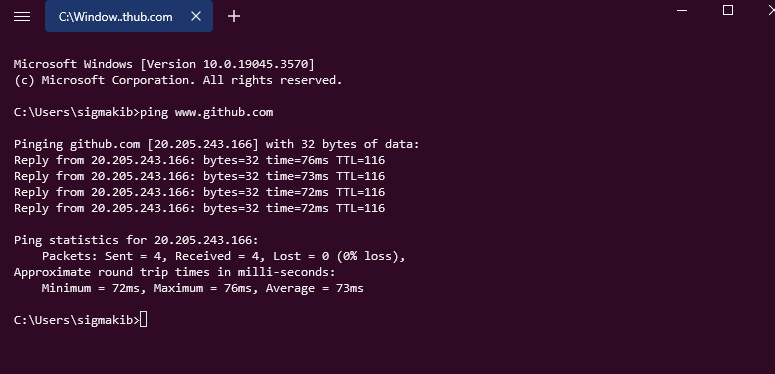 C:\Window..thub.com
Microsoft Windows [Version 10.0.19045.3570]
(c) Microsoft Corporation. All rights reserved.
C:\Users\sigmakib>ping www.github.com
Pinging github.com [20.205.243.166] with 32 bytes of data:
Reply from 20.205.243.166: bytes=32 time=76ms TTL=116
Reply from 20.205.243.166: bytes=32 time=73ms TTL=116
Reply from 20.205.243.166: bytes=32 time=72ms TTL=116
Reply from 20.205.243.166: bytes=32 time=72ms TTL=116
Ping statistics for 20.205.243.166:
    Packets: Sent = 4, Received = 4, Lost = 0 (0% loss),
Approximate round trip times in milli-seconds:
    Minimum = 72ms, Maximum = 76ms, Average = 73ms
C:\Users\sigmakib>